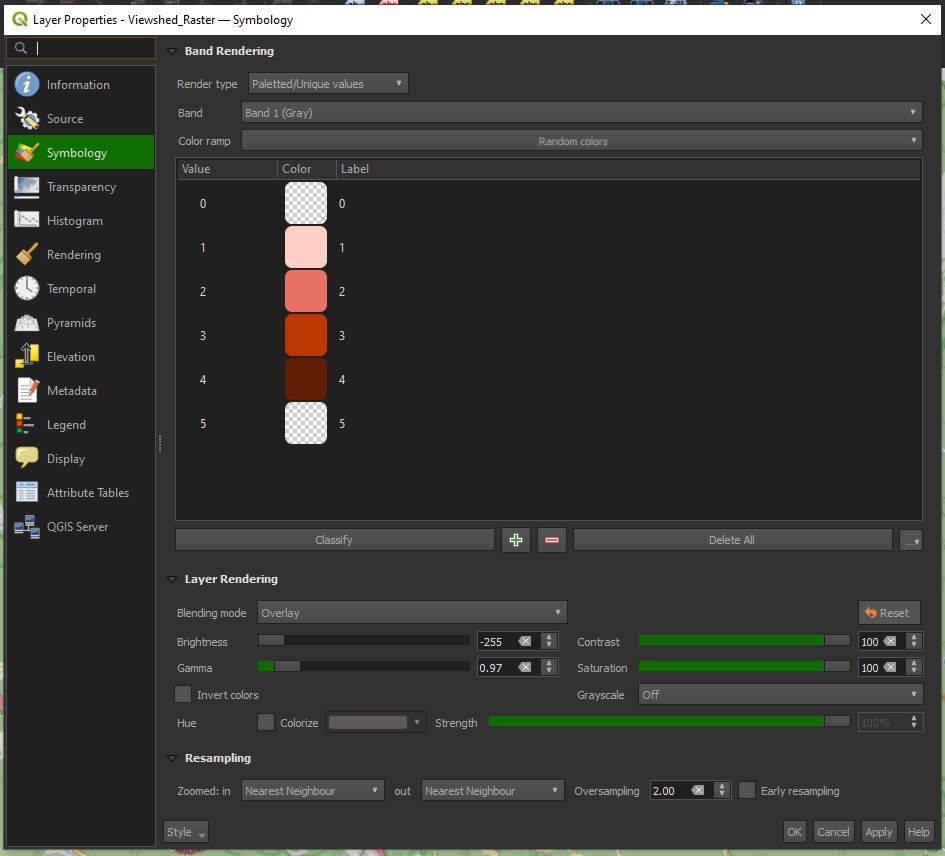 Layer Properties - Viewshed_Raster — Symbology
Information
Source
Symbology
Transparency
Histogram
Rendering
Temporal
Pyramids
Elevation
Metadata
Legend
Display
Attribute Tables
QGIS Server
Band Rendering
Render type Paletted/Unique values
Band Band 1 (Gray)
Color ramp Random colors
Value Color Label
0 0
1 1
2 2
3 3
4 4
5 5
Classify Delete All ...
Layer Rendering
Blending mode Overlay Reset
Brightness -255 Contrast 100
Gamma 0.97 Saturation 100
Invert colors Grayscale Off
Hue Colorize Strength 100%
Resampling
Zoomed: in Nearest Neighbour out Nearest Neighbour Oversampling 2.00 Early resampling
Style OK Cancel Apply Help